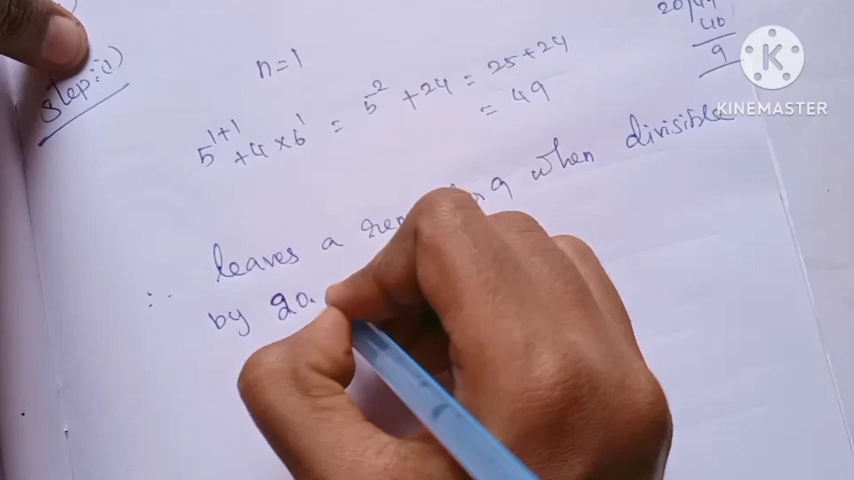 Step:(1)
n=1
20)49
40
9
K
KINEMASTER
5^{1+1} + 4 × 6^1 = 5^2 + 24 = 25+24
= 49
∴ leaves a 9 when divisible
by 20.